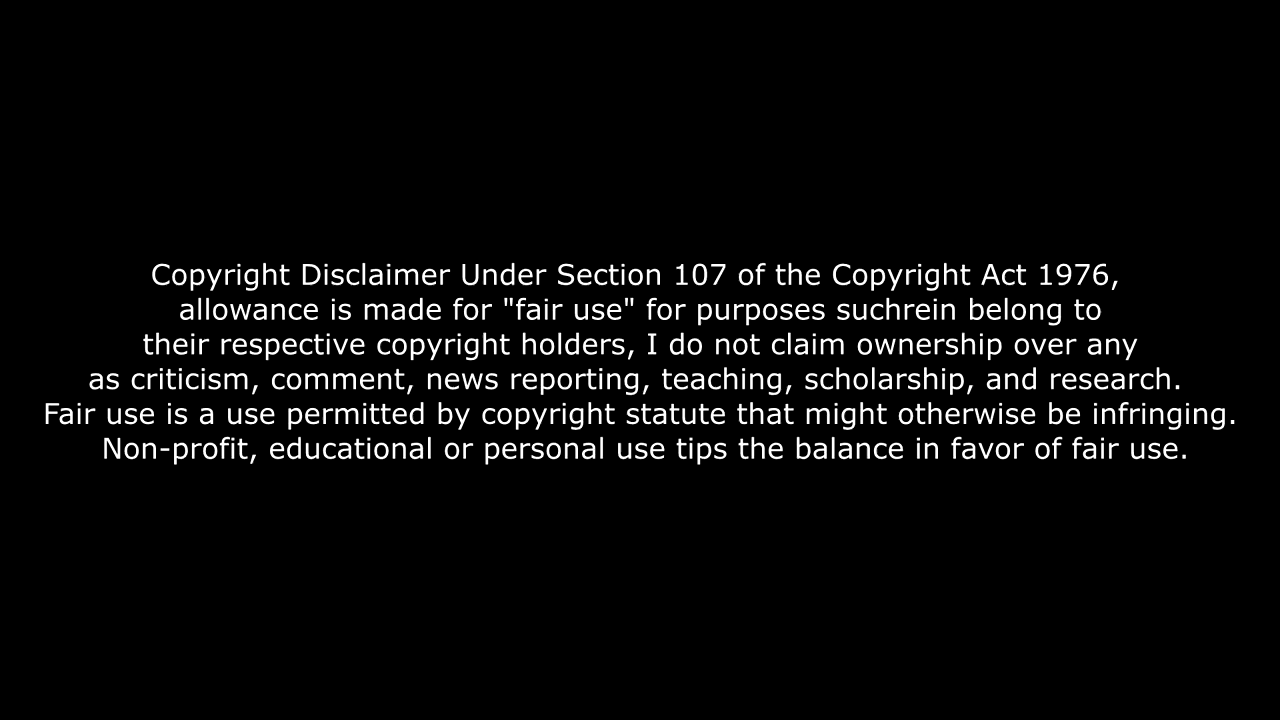 Copyright Disclaimer Under Section 107 of the Copyright Act 1976,
allowance is made for "fair use" for purposes suchrein belong to
their respective copyright holders, I do not claim ownership over any
as criticism, comment, news reporting, teaching, scholarship, and research.
Fair use is a use permitted by copyright statute that might otherwise be infringing.
Non-profit, educational or personal use tips the balance in favor of fair use.